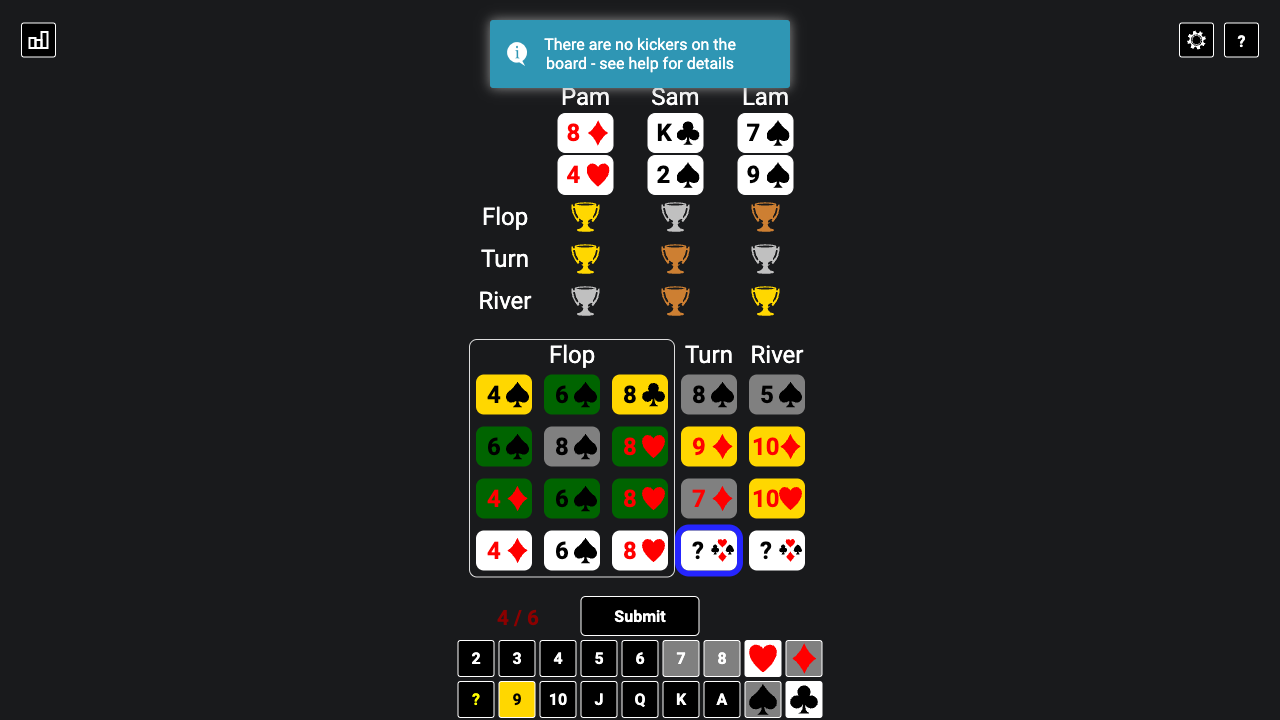 There are no kickers on the
board - see help for details
?
Pam Sam Lam
8 K 7
4 2 9
Flop
Turn
River
Flop Turn River
4 6 8 8 5
6 8 8 9 10
4 6 8 7 10
4 6 8 ? ?
4 / 6 Submit
2 3 4 5 6 7 8
? 9 10 J Q K A